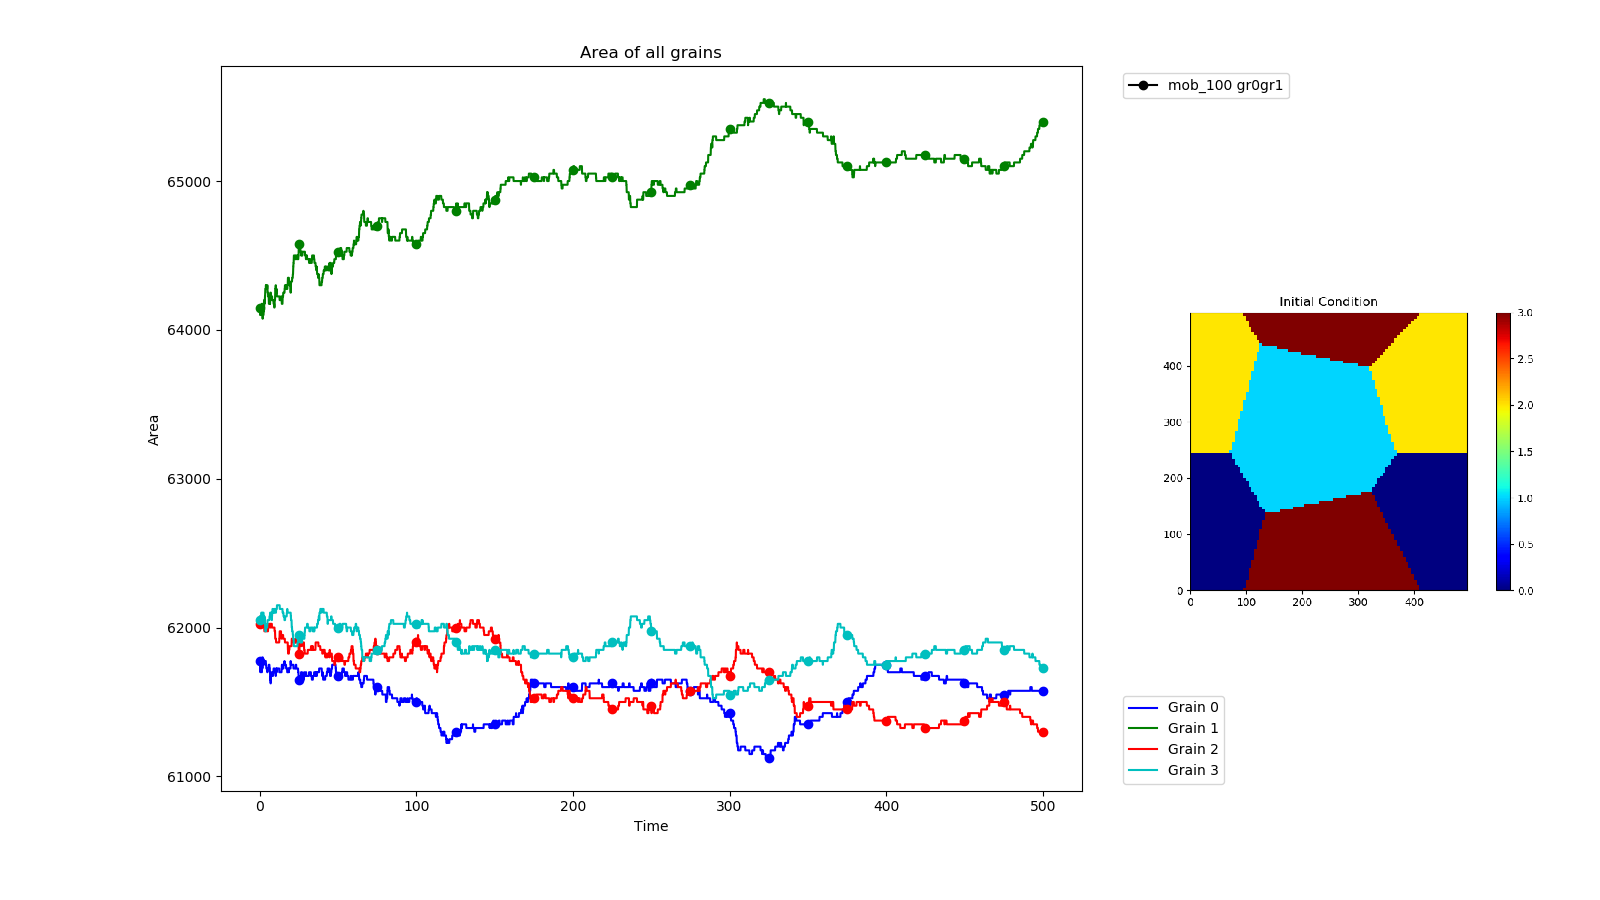 Area of all grains
mob_100 gr0gr1
65000
64000
63000
62000
61000
Area
0 100 200 300 400 500
Time
Initial Condition
400
300
200
100
0
0 100 200 300 400
3.0
2.5
2.0
1.5
1.0
0.5
0.0
Grain 0
Grain 1
Grain 2
Grain 3